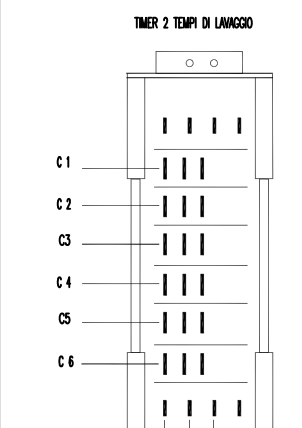 TIMER 2 TEMPI DI LAVAGGIO
C 1
C 2
C3
C 4
C5
C 6